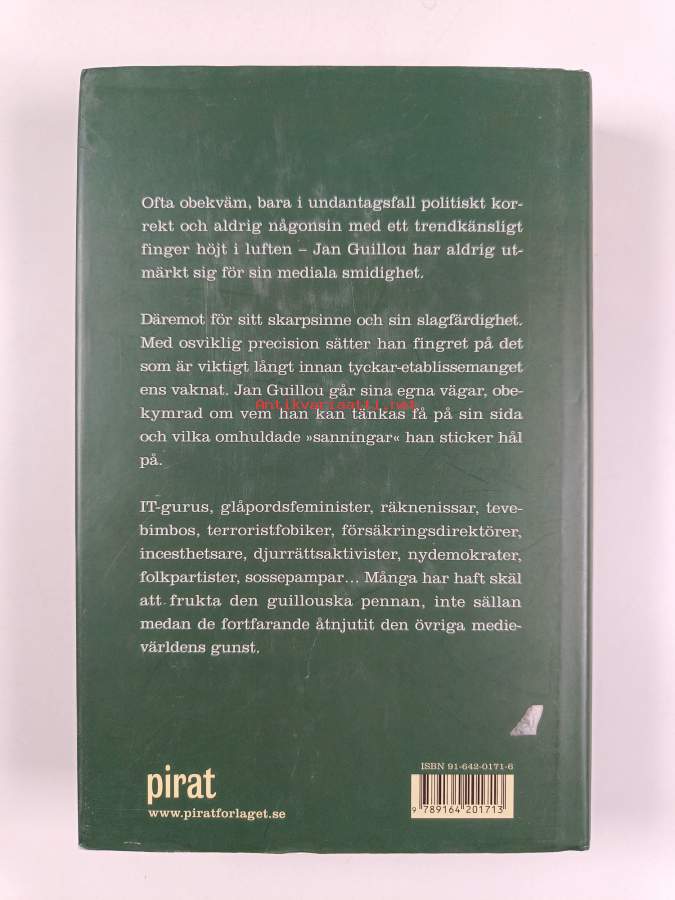 Ofta obekväm, bara i undantagsfall politiskt kor-
rekt och aldrig någonsin med ett trendkänsligt
finger höjt i luften – Jan Guillou har aldrig ut-
märkt sig för sin mediala smidighet.
Däremot för sitt skarpsinne och sin slagfärdighet.
Med osviklig precision sätter han fingret på det
som är viktigt långt innan tyckar-etablissemanget
ens vaknat. Jan Guillou går sina egna vägar, obe-
Antikvariaatti.net
kymrad om vem han kan tänkas få på sin sida
och vilka omhuldade »sanningar« han sticker hål
på.
IT-gurus, glåpordsfeminister, räknenissar, teve-
bimbos, terroristfobiker, försäkringsdirektörer,
incesthetsare, djurrättsaktivister, nydemokrater,
folkpartister, sossepampar... Många har haft skäl
att frukta den guillouska pennan, inte sällan
medan de fortfarande åtnjutit den övriga medie-
världens gunst.
pirat
www.piratforlaget.se
ISBN 91-642-0171-6
9 789164 201713